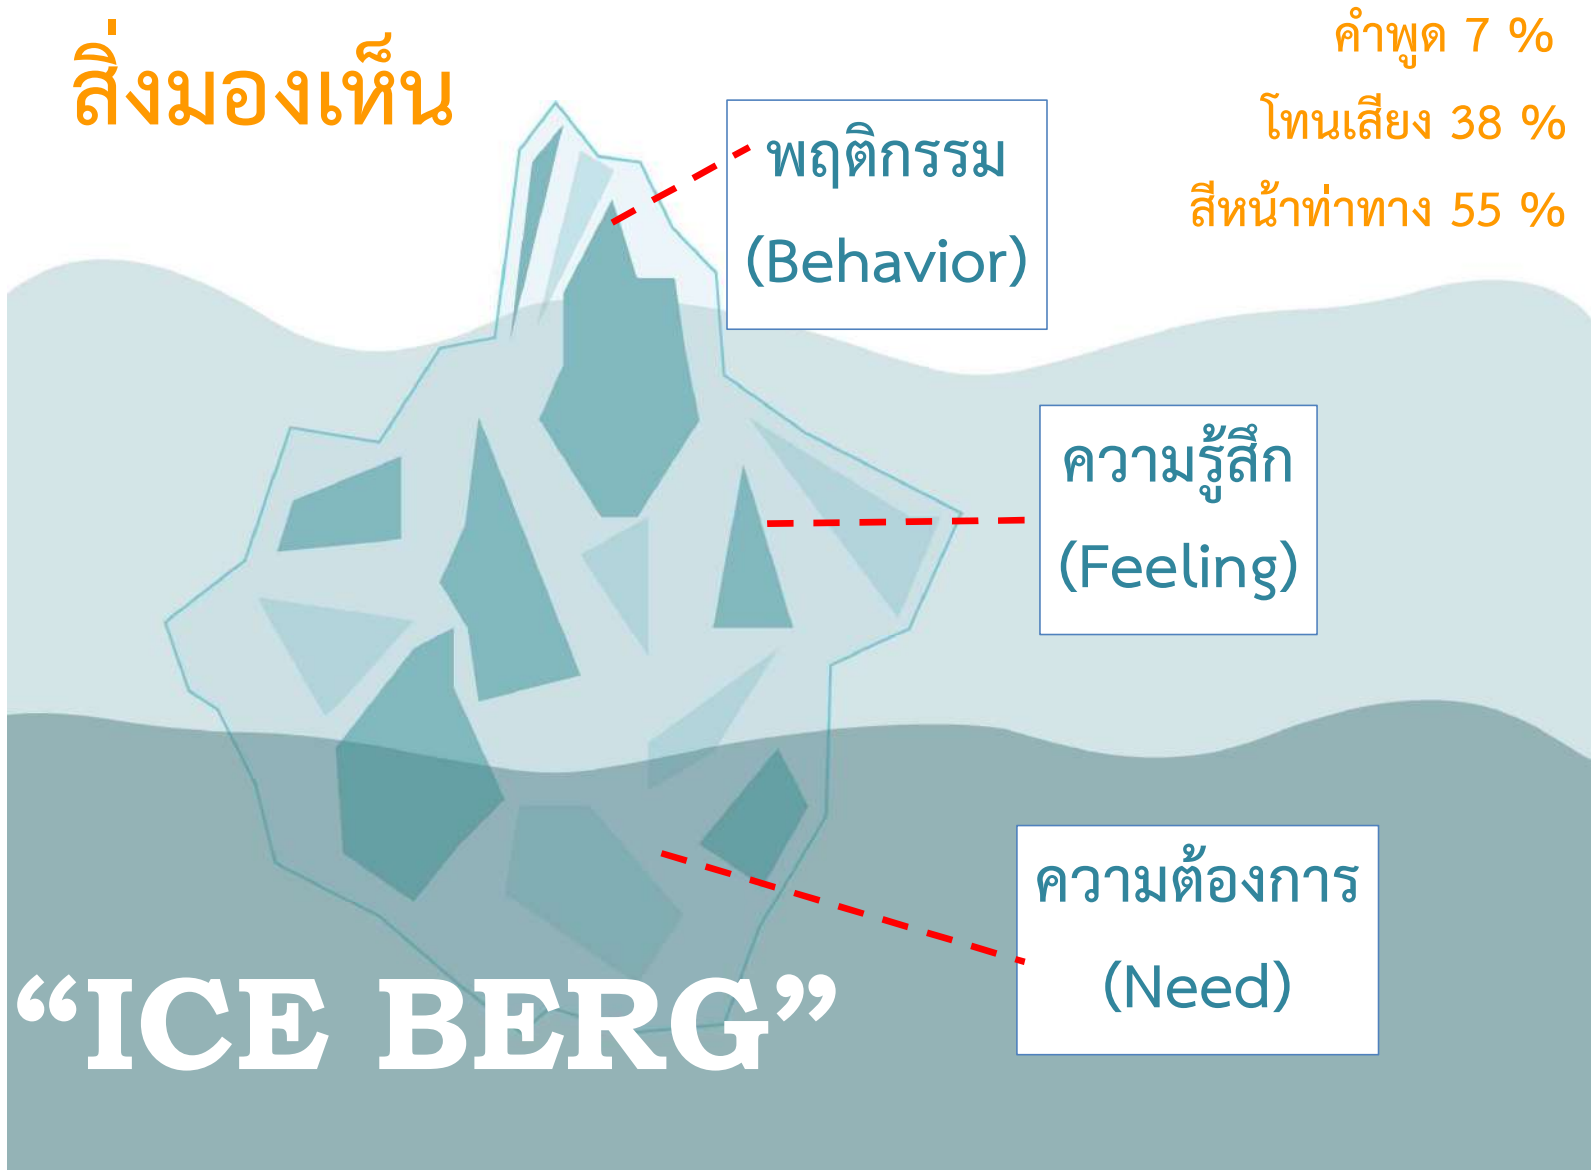 สิ่งมองเห็น
คำพูด 7 %
โทนเสียง 38 %
สีหน้าท่าทาง 55 %
พฤติกรรม
(Behavior)
ความรู้สึก
(Feeling)
ความต้องการ
(Need)
“ICE BERG”